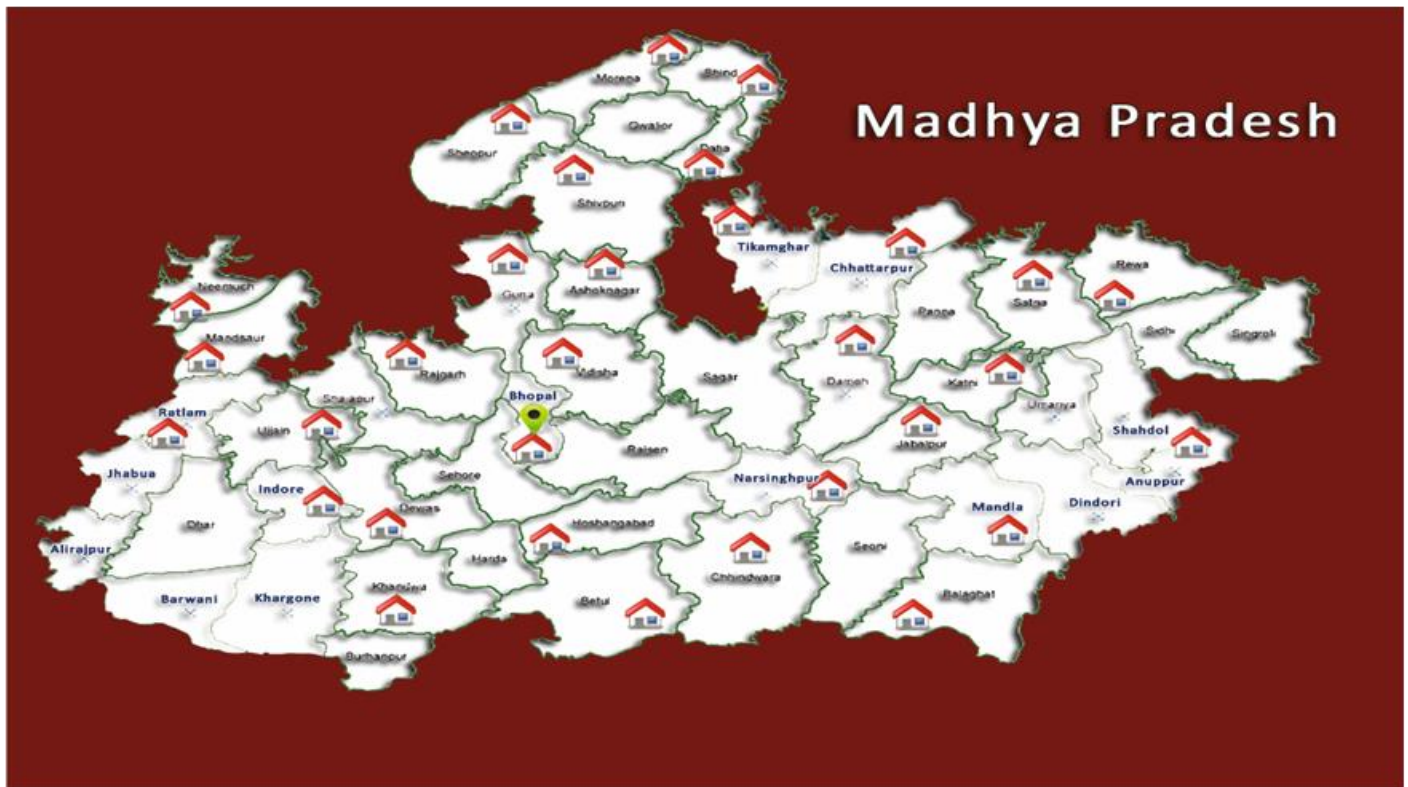 Madhya Pradesh
Morena
Bhind
Gwalior
Datia
Sheopur
Shivpuri
Tikamghar
Chhattarpur
Rewa
Neemuch
Guna
Ashoknagar
Satna
Panna
Sidhi
Singroli
Mandsaur
Rajgarh
Vidisha
Sagar
Damoh
Katni
Umariya
Shajapur
Bhopal
Ratlam
Ujjain
Shahdol
Jabalpur
Raisen
Jhabua
Sehore
Narsinghpur
Anuppur
Indore
Dewas
Mandla
Dindori
Dhar
Hoshangabad
Alirajpur
Harda
Seoni
Chhindwara
Khandwa
Barwani
Khargone
Betul
Balaghat
Burhanpur